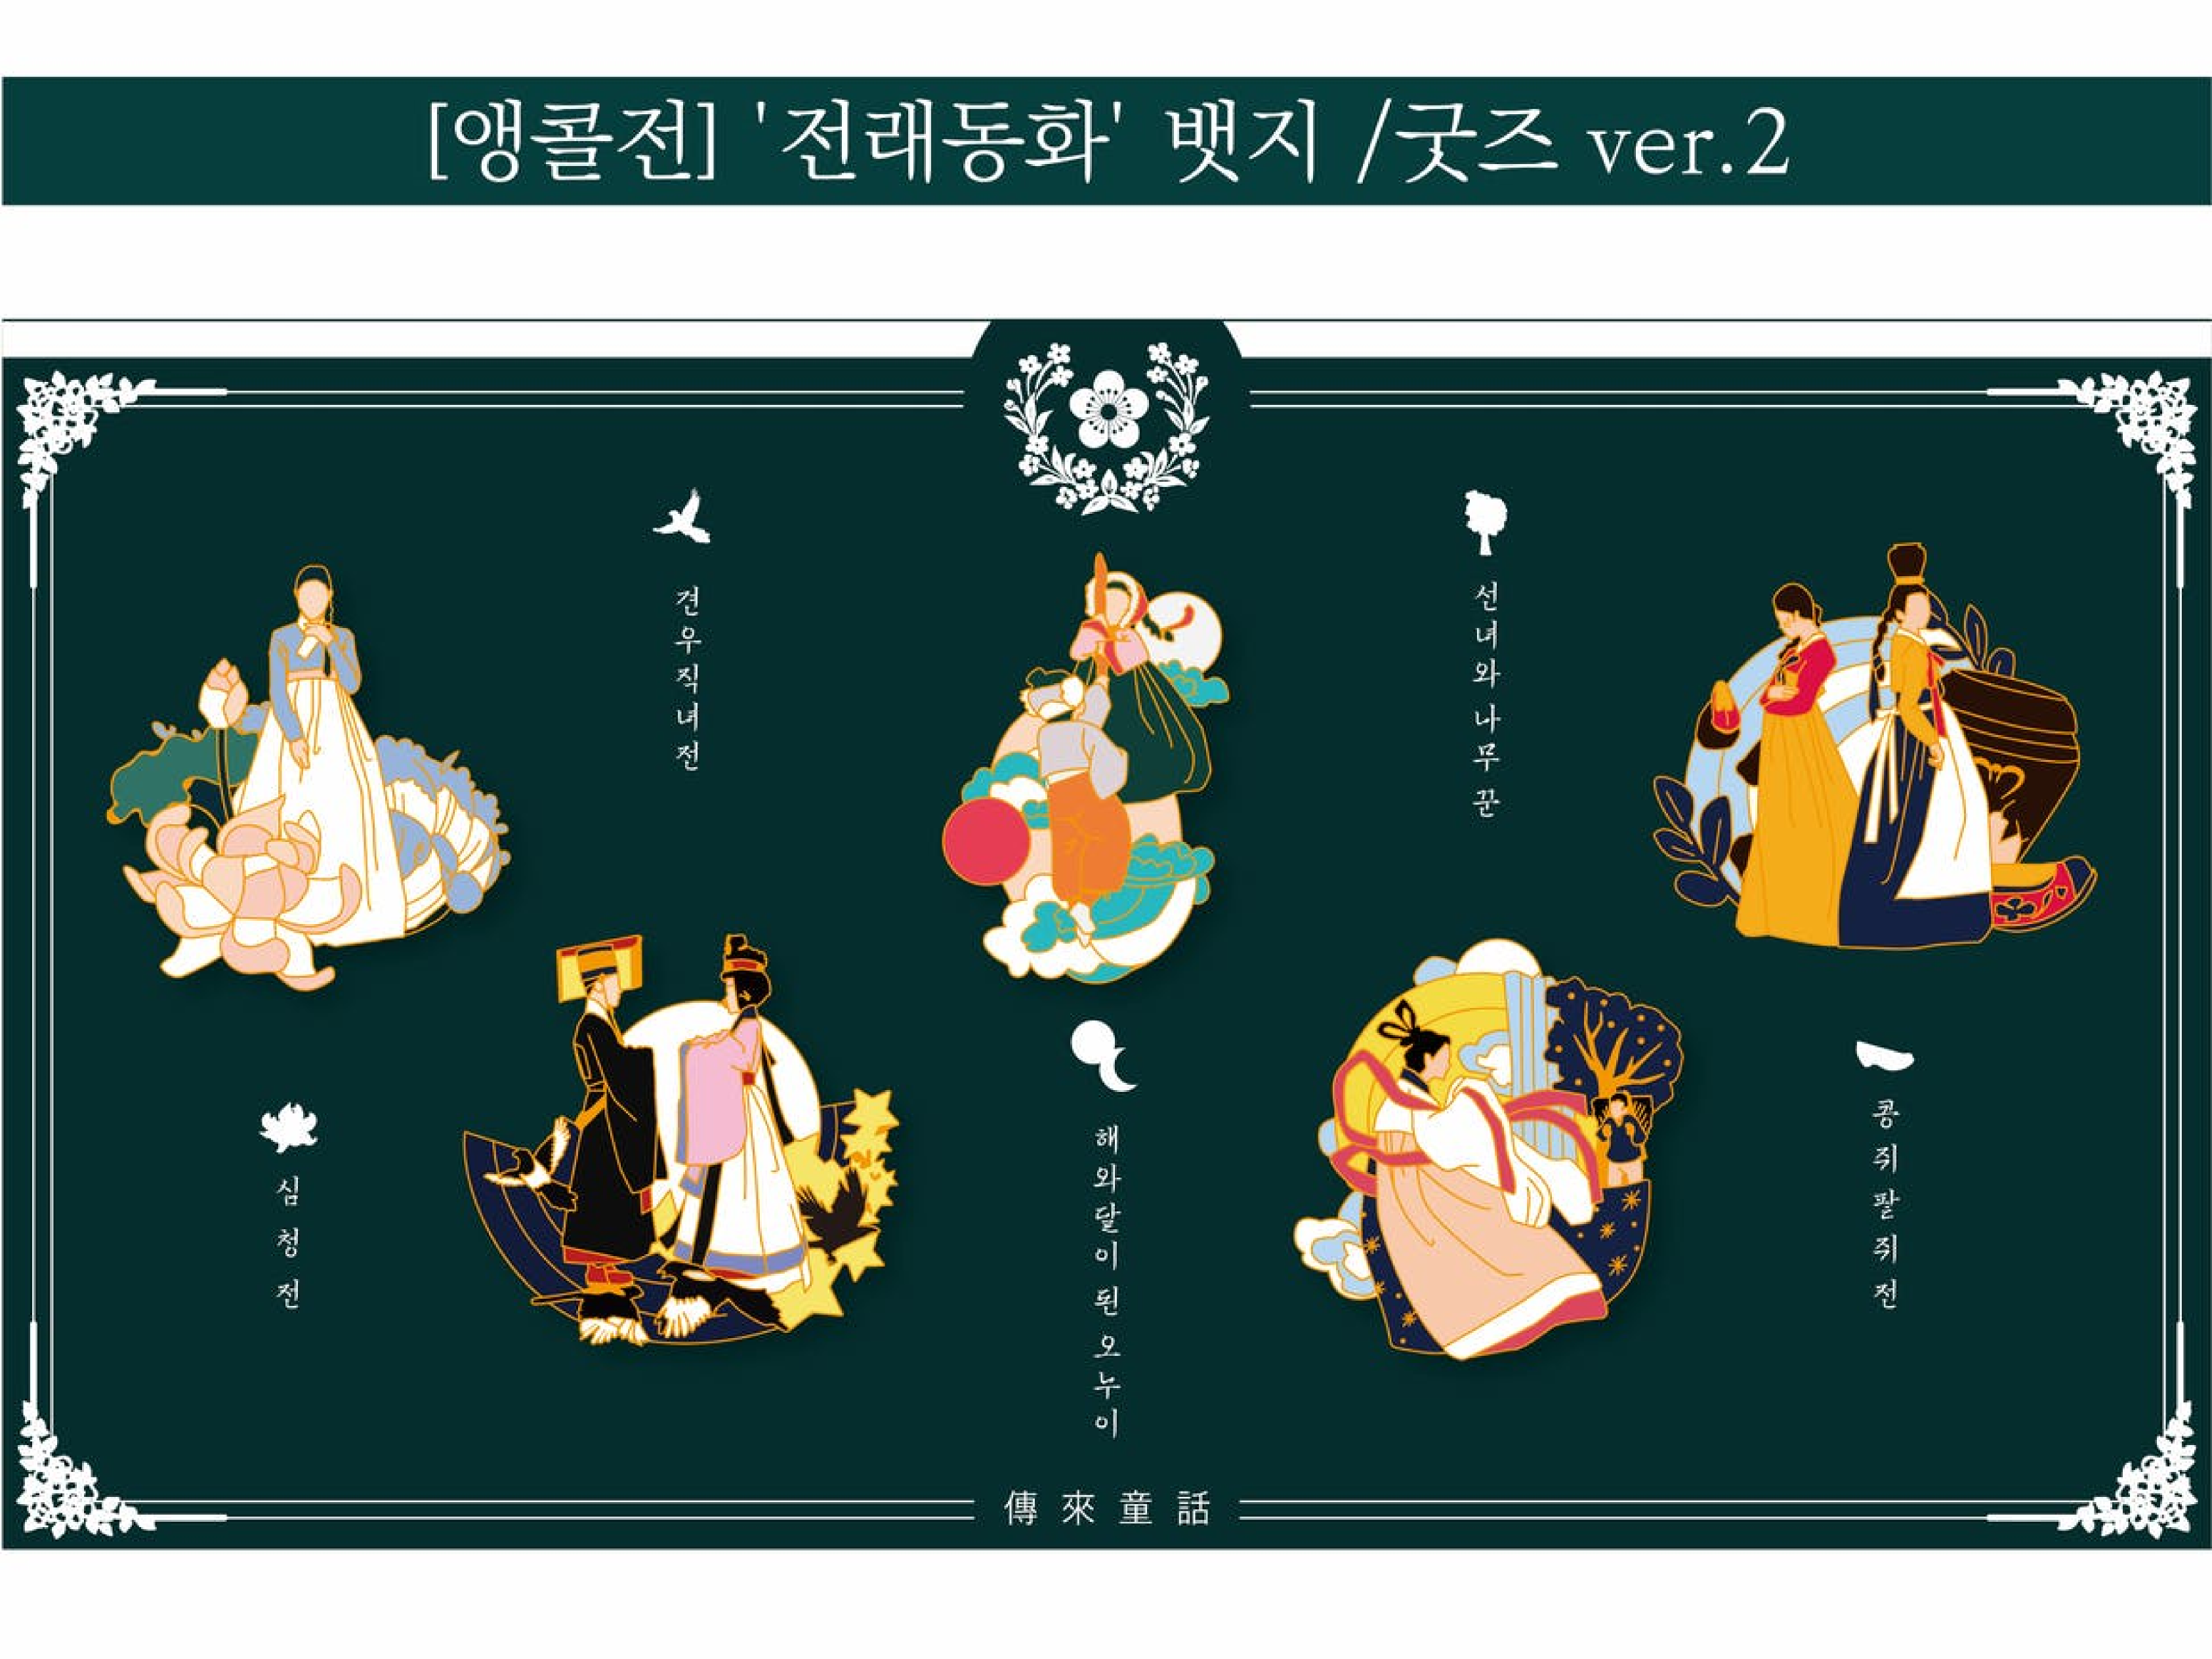 [앵콜전] '전래동화' 뱃지 /굿즈 ver.2
심청전
견우직녀전
해와달이된오누이
선녀와나무꾼
콩쥐팥쥐전
傳來童話